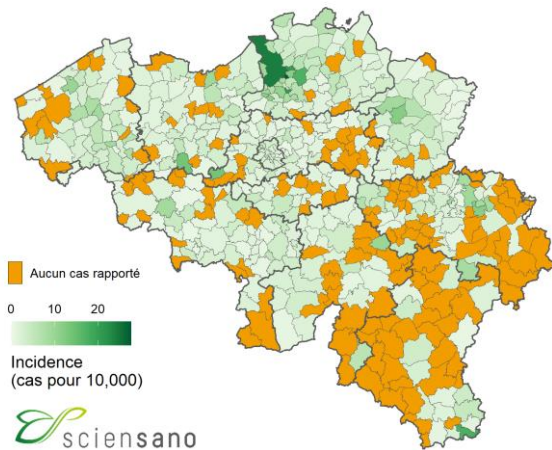 Aucun cas rapporté
0 10 20
Incidence
(cas pour 10,000)
sciensano